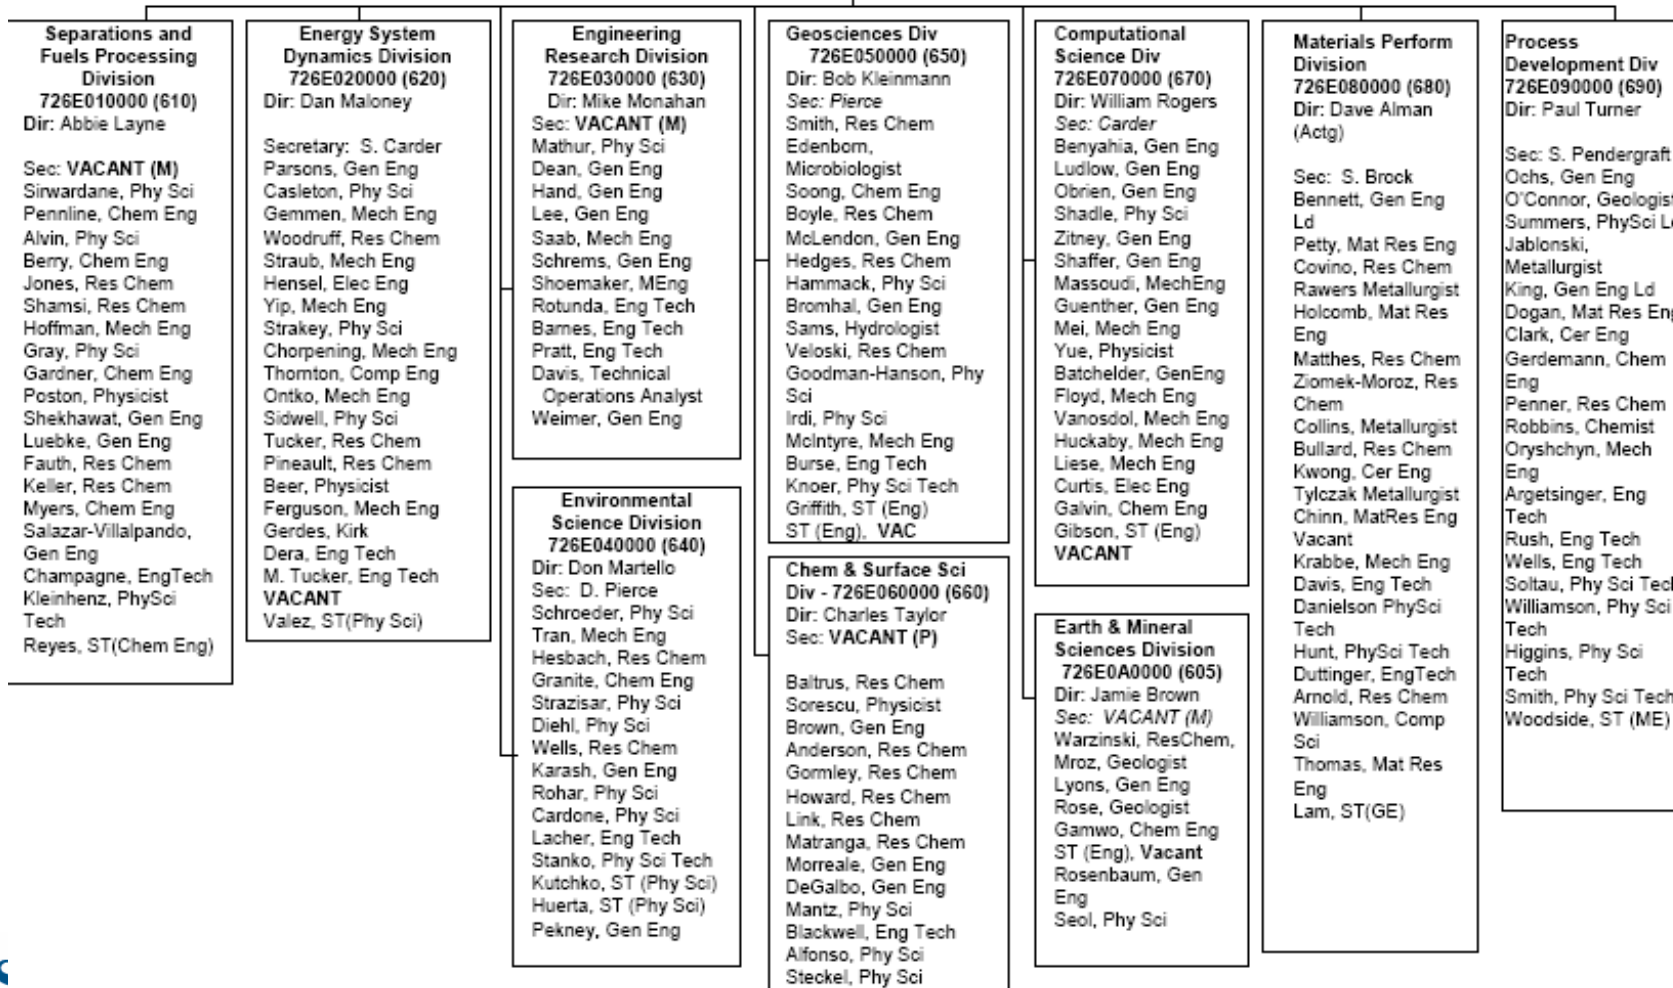 Separations and
Fuels Processing
Division
726E010000 (610)
Dir: Abbie Layne
Sec: VACANT (M)
Sirwardane, Phy Sci
Pennline, Chem Eng
Alvin, Phy Sci
Berry, Chem Eng
Jones, Res Chem
Shamsi, Res Chem
Hoffman, Mech Eng
Gray, Phy Sci
Gardner, Chem Eng
Poston, Physicist
Shekhawat, Gen Eng
Luebke, Gen Eng
Fauth, Res Chem
Keller, Res Chem
Myers, Chem Eng
Salazar-Villalpando,
Gen Eng
Champagne, EngTech
Kleinhenz, PhySci
Tech
Reyes, ST(Chem Eng)
Energy System
Dynamics Division
726E020000 (620)
Dir: Dan Maloney
Secretary: S. Carder
Parsons, Gen Eng
Casleton, Phy Sci
Gemmen, Mech Eng
Woodruff, Res Chem
Straub, Mech Eng
Hensel, Elec Eng
Yip, Mech Eng
Strakey, Phy Sci
Chorpening, Mech Eng
Thornton, Comp Eng
Ontko, Mech Eng
Sidwell, Phy Sci
Tucker, Res Chem
Pineault, Res Chem
Beer, Physicist
Ferguson, Mech Eng
Gerdes, Kirk
Dera, Eng Tech
M. Tucker, Eng Tech
VACANT
Valez, ST(Phy Sci)
Engineering
Research Division
726E030000 (630)
Dir: Mike Monahan
Sec: VACANT (M)
Mathur, Phy Sci
Dean, Gen Eng
Hand, Gen Eng
Lee, Gen Eng
Saab, Mech Eng
Schrems, Gen Eng
Shoemaker, MEng
Rotunda, Eng Tech
Barnes, Eng Tech
Pratt, Eng Tech
Davis, Technical
Operations Analyst
Weimer, Gen Eng
Environmental
Science Division
726E040000 (640)
Dir: Don Martello
Sec: D. Pierce
Schroeder, Phy Sci
Tran, Mech Eng
Hesbach, Res Chem
Granite, Chem Eng
Strazisar, Phy Sci
Diehl, Phy Sci
Wells, Res Chem
Karash, Gen Eng
Rohar, Phy Sci
Cardone, Phy Sci
Lacher, Eng Tech
Stanko, Phy Sci Tech
Kutchko, ST (Phy Sci)
Huerta, ST (Phy Sci)
Pekney, Gen Eng
Geosciences Div
726E050000 (650)
Dir: Bob Kleinmann
Sec: Pierce
Smith, Res Chem
Edenborn,
Microbiologist
Soong, Chem Eng
Boyle, Res Chem
McLendon, Gen Eng
Hedges, Res Chem
Hammack, Phy Sci
Bromhal, Gen Eng
Sams, Hydrologist
Veloski, Res Chem
Goodman-Hanson, Phy
Sci
Irdi, Phy Sci
McIntyre, Mech Eng
Burse, Eng Tech
Knoer, Phy Sci Tech
Griffith, ST (Eng)
ST (Eng), VAC
Chem & Surface Sci
Div - 726E060000 (660)
Dir: Charles Taylor
Sec: VACANT (P)
Baltrus, Res Chem
Sorescu, Physicist
Brown, Gen Eng
Anderson, Res Chem
Gormley, Res Chem
Howard, Res Chem
Link, Res Chem
Matranga, Res Chem
Morreale, Gen Eng
DeGalbo, Gen Eng
Mantz, Phy Sci
Blackwell, Eng Tech
Alfonso, Phy Sci
Steckel, Phy Sci
Computational
Science Div
726E070000 (670)
Dir: William Rogers
Sec: Carder
Benyahia, Gen Eng
Ludlow, Gen Eng
Obrien, Gen Eng
Shadle, Phy Sci
Zitney, Gen Eng
Shaffer, Gen Eng
Massoudi, MechEng
Guenther, Gen Eng
Mei, Mech Eng
Yue, Physicist
Batchelder, GenEng
Floyd, Mech Eng
Vanosdol, Mech Eng
Huckaby, Mech Eng
Liese, Mech Eng
Curtis, Elec Eng
Galvin, Chem Eng
Gibson, ST (Eng)
VACANT
Earth & Mineral
Sciences Division
726E0A0000 (605)
Dir: Jamie Brown
Sec: VACANT (M)
Warzinski, ResChem,
Mroz, Geologist
Lyons, Gen Eng
Rose, Geologist
Gamwo, Chem Eng
ST (Eng), Vacant
Rosenbaum, Gen
Eng
Seol, Phy Sci
Materials Perform
Division
726E080000 (680)
Dir: Dave Alman
(Actg)
Sec: S. Brock
Bennett, Gen Eng
Ld
Petty, Mat Res Eng
Covino, Res Chem
Rawers Metallurgist
Holcomb, Mat Res
Eng
Matthes, Res Chem
Ziomek-Moroz, Res
Chem
Collins, Metallurgist
Bullard, Res Chem
Kwong, Cer Eng
Tylczak Metallurgist
Chinn, MatRes Eng
Vacant
Krabbe, Mech Eng
Davis, Eng Tech
Danielson PhySci
Tech
Hunt, PhySci Tech
Duttinger, EngTech
Arnold, Res Chem
Williamson, Comp
Sci
Thomas, Mat Res
Eng
Lam, ST(GE)
Process
Development Div
726E090000 (690)
Dir: Paul Turner
Sec: S. Pendergraft
Ochs, Gen Eng
O'Connor, Geologist
Summers, PhySci
Jablonski,
Metallurgist
King, Gen Eng Ld
Dogan, Mat Res Eng
Clark, Cer Eng
Gerdemann, Chem
Eng
Penner, Res Chem
Robbins, Chemist
Oryshchyn, Mech
Eng
Argetsinger, Eng
Tech
Rush, Eng Tech
Wells, Eng Tech
Soltau, Phy Sci Tech
Williamson, Phy Sci
Tech
Higgins, Phy Sci
Tech
Smith, Phy Sci Tech
Woodside, ST (ME)